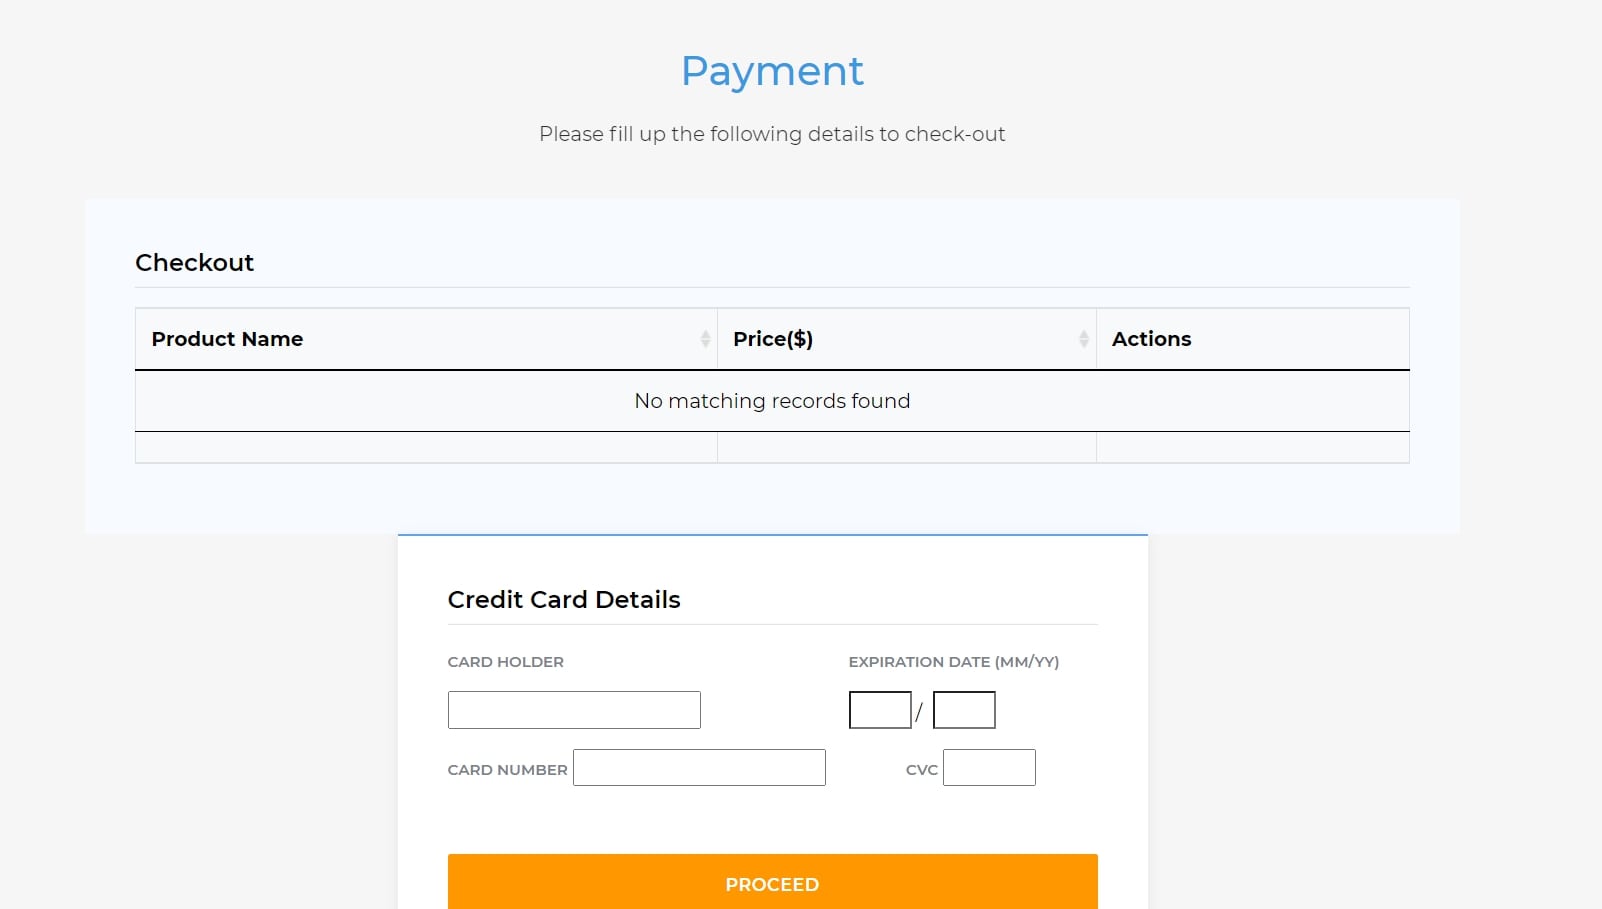 Payment
Please fill up the following details to check-out
Checkout
Product Name Price($) Actions
No matching records found
Credit Card Details
CARD HOLDER EXPIRATION DATE (MM/YY)
/
CARD NUMBER CVC
PROCEED